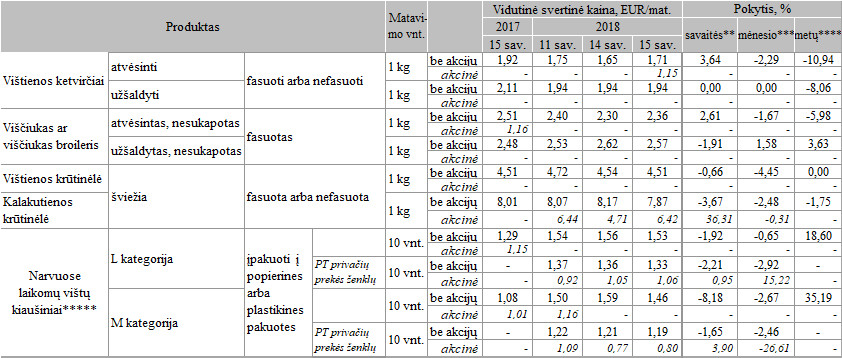 Produktas Matavi-mo vnt. Vidutinė svertinė kaina, EUR/mat. Pokytis, %
2017 2018 savaitės** mėnesio*** metų****
15 sav. 11 sav. 14 sav. 15 sav.
Vištienos ketvirčiai atvėsinti fasuoti arba nefasuoti 1 kg be akcijų 1,92 1,75 1,65 1,71 3,64 -2,29 -10,94
akcinė - - - 1,15 - - -
užšaldyti 1 kg be akcijų 2,11 1,94 1,94 1,94 0,00 0,00 -8,06
akcinė - - - - - - -
Viščiukas ar viščiukas broileris atvėsintas, nesukapotas fasuotas 1 kg be akcijų 2,51 2,40 2,30 2,36 2,61 -1,67 -5,98
akcinė 1,16 - - - - - -
užšaldytas, nesukapotas 1 kg be akcijų 2,48 2,53 2,62 2,57 -1,91 1,58 3,63
akcinė - - - - - - -
Vištienos krūtinėlė šviežia fasuota arba nefasuota 1 kg be akcijų 4,51 4,72 4,54 4,51 -0,66 -4,45 0,00
akcinė - - - - - - -
Kalakutienos krūtinėlė 1 kg be akcijų 8,01 8,07 8,17 7,87 -3,67 -2,48 -1,75
akcinė - 6,44 4,71 6,42 36,31 -0,31 -
Narvuose laikomų vištų kiaušiniai***** L kategorija įpakuoti į popierines arba plastikines pakuotes 10 vnt. be akcijų 1,29 1,54 1,56 1,53 -1,92 -0,65 18,60
akcinė 1,15 - - - - - -
PT privačių prekės ženklų 10 vnt. be akcijų - 1,37 1,36 1,33 -2,21 -2,92 -
akcinė - 0,92 1,05 1,06 0,95 15,22 -
M kategorija 10 vnt. be akcijų 1,08 1,50 1,59 1,46 -8,18 -2,67 35,19
akcinė 1,01 1,16 - - - - -
PT privačių prekės ženklų 10 vnt. be akcijų - 1,22 1,21 1,19 -1,65 -2,46 -
akcinė - 1,09 0,77 0,80 3,90 -26,61 -